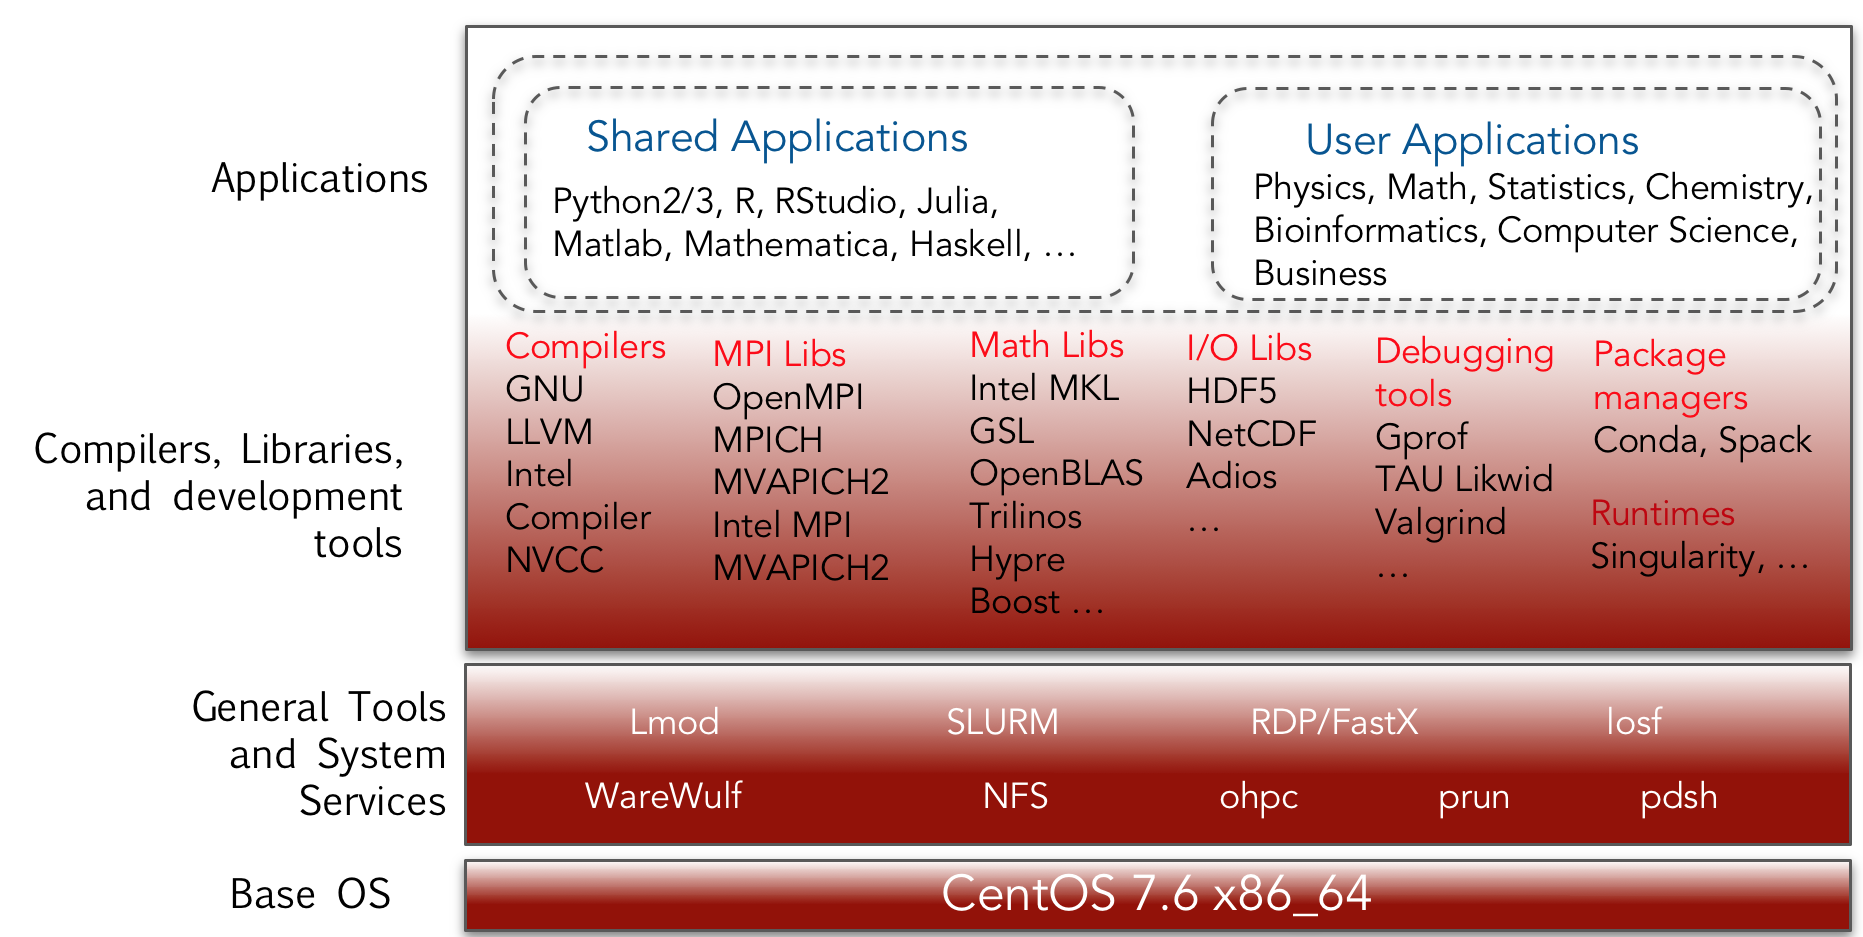 Applications
Shared Applications
Python2/3, R, RStudio, Julia,
Matlab, Mathematica, Haskell, …
User Applications
Physics, Math, Statistics, Chemistry,
Bioinformatics, Computer Science,
Business
Compilers, Libraries,
and development
tools
Compilers
GNU
LLVM
Intel
Compiler
NVCC
MPI Libs
OpenMPI
MPICH
MVAPICH2
Intel MPI
MVAPICH2
Math Libs
Intel MKL
GSL
OpenBLAS
Trilinos
Hypre
Boost …
I/O Libs
HDF5
NetCDF
Adios
…
Debugging
tools
Gprof
TAU Likwid
Valgrind
…
Package
managers
Conda, Spack
Runtimes
Singularity, …
General Tools
and System
Services
Lmod
SLURM
RDP/FastX
losf
WareWulf
NFS
ohpc
prun
pdsh
Base OS
CentOS 7.6 x86_64